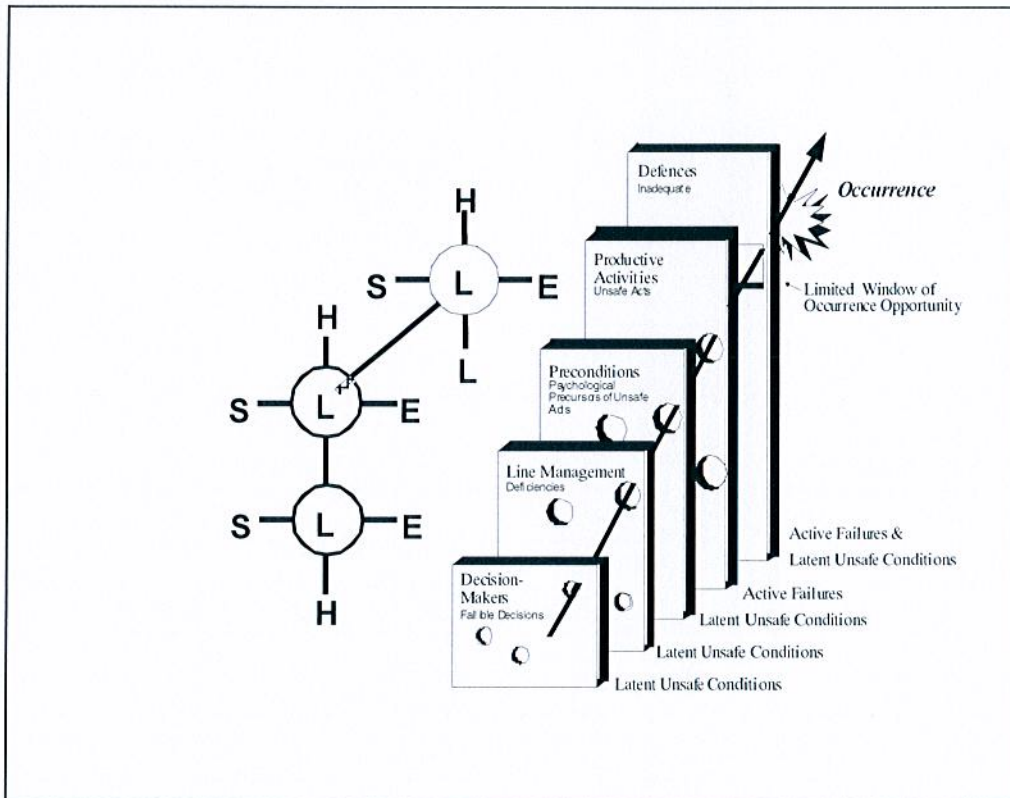 H
S L E
L
H
S L E
S L E
H
Defences
Inadequate
Occurrence
Productive
Activities
Unsafe Acts
Limited Window of
Occurrence Opportunity
Preconditions
Psychological
Precursors of Unsafe
Acts
Line Management
Deficiencies
Decision-
Makers
Fallible Decisions
Active Failures &
Latent Unsafe Conditions
Active Failures
Latent Unsafe Conditions
Latent Unsafe Conditions
Latent Unsafe Conditions